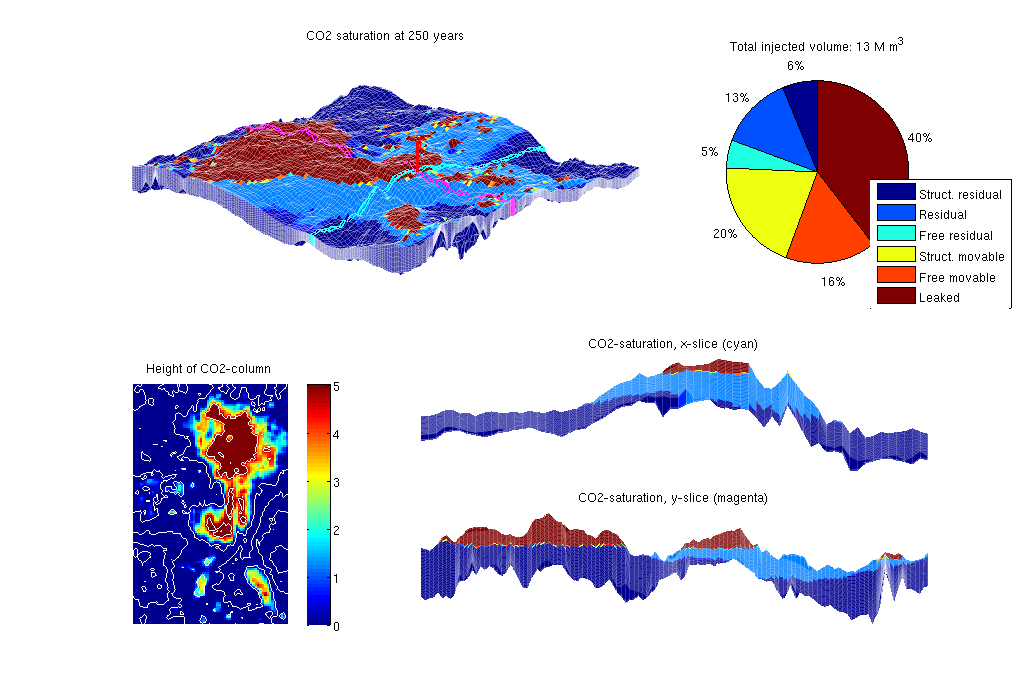 CO2 saturation at 250 years
Total injected volume: 13 M m3
6%
13%
40%
5%
20%
16%
Struct. residual
Residual
Free residual
Struct. movable
Free movable
Leaked
Height of CO2-column
5
4
3
2
1
0
CO2-saturation, x-slice (cyan)
CO2-saturation, y-slice (magenta)